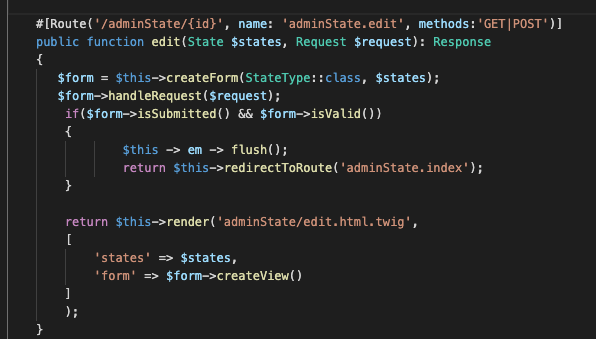 #[Route('/adminState/{id}', name: 'adminState.edit', methods:'GET|POST')]
public function edit(State $states, Request $request): Response
{
$form = $this->createForm(StateType::class, $states);
$form->handleRequest($request);
if($form->isSubmitted() && $form->isValid())
{
$this -> em -> flush();
return $this->redirectToRoute('adminState.index');
}
return $this->render('adminState/edit.html.twig',
[
'states' => $states,
'form' => $form->createView()
]
);
}